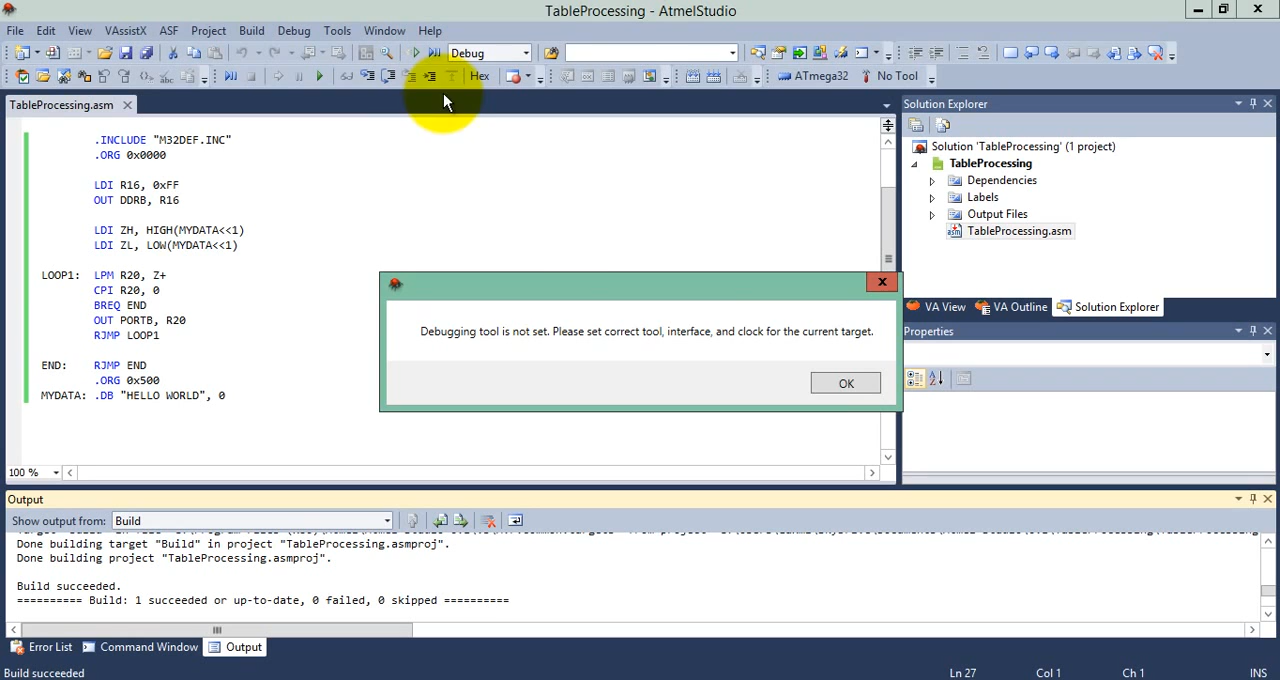 TableProcessing - AtmelStudio
File Edit View VAssistX ASF Project Build Debug Tools Window Help
Debug
Hex ATmega32 No Tool
TableProcessing.asm
.INCLUDE "M32DEF.INC"
.ORG 0x0000
LDI R16, 0xFF
OUT DDRB, R16
LDI ZH, HIGH(MYDATA<<1)
LDI ZL, LOW(MYDATA<<1)
LOOP1: LPM R20, Z+
CPI R20, 0
BREQ END
OUT PORTB, R20
RJMP LOOP1
END: RJMP END
.ORG 0x500
MYDATA: .DB "HELLO WORLD", 0
100 %
Debugging tool is not set. Please set correct tool, interface, and clock for the current target.
OK
Solution Explorer
Solution 'TableProcessing' (1 project)
TableProcessing
Dependencies
Labels
Output Files
TableProcessing.asm
VA View VA Outline Solution Explorer
Properties
Output
Show output from: Build
Done building target "Build" in project "TableProcessing.asmproj".
Done building project "TableProcessing.asmproj".
Build succeeded.
========== Build: 1 succeeded or up-to-date, 0 failed, 0 skipped ==========
Error List Command Window Output
Build succeeded Ln 27 Col 1 Ch 1 INS